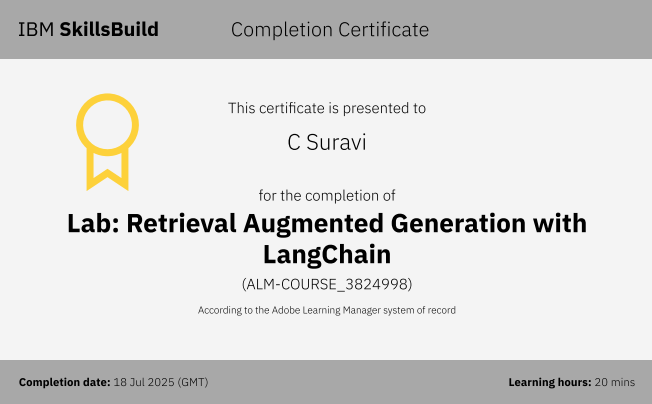 IBM SkillsBuild
Completion Certificate
This certificate is presented to
C Suravi
for the completion of
Lab: Retrieval Augmented Generation with
LangChain
(ALM-COURSE_3824998)
According to the Adobe Learning Manager system of record
Completion date: 18 Jul 2025 (GMT)
Learning hours: 20 mins